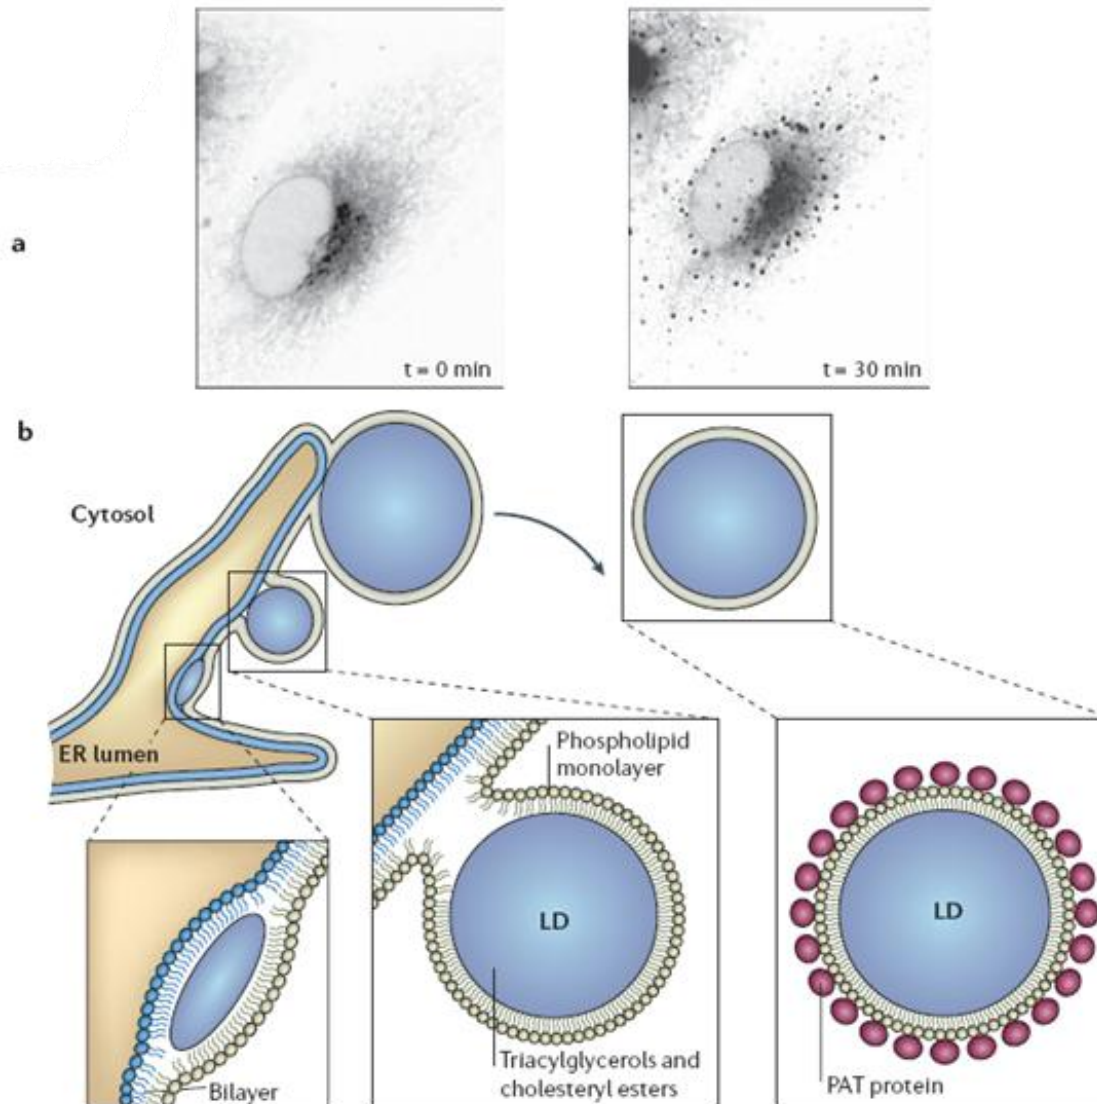 a
t = 0 min
t = 30 min
b
Cytosol
ER lumen
Phospholipid
monolayer
LD
Triacylglycerols and
cholesteryl esters
Bilayer
LD
PAT protein